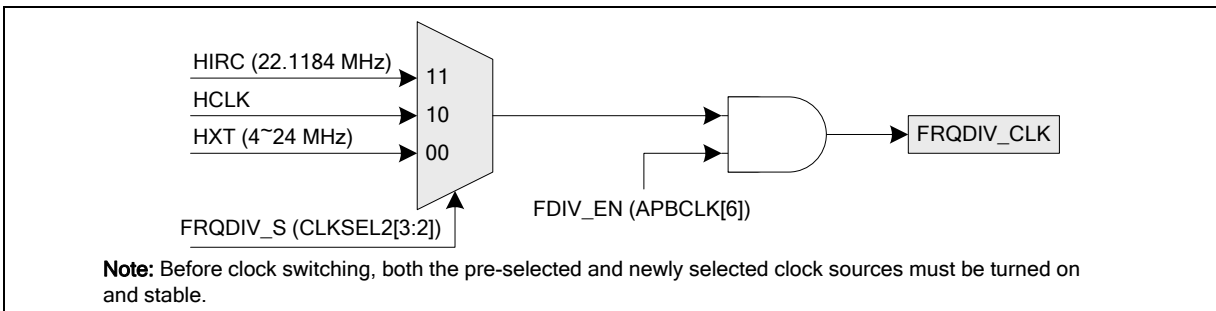 HIRC (22.1184 MHz)
11
HCLK
10
HXT (4~24 MHz)
00
FRQDIV_CLK
FDIV_EN (APBCLK[6])
FRQDIV_S (CLKSEL2[3:2])
Note: Before clock switching, both the pre-selected and newly selected clock sources must be turned on
and stable.